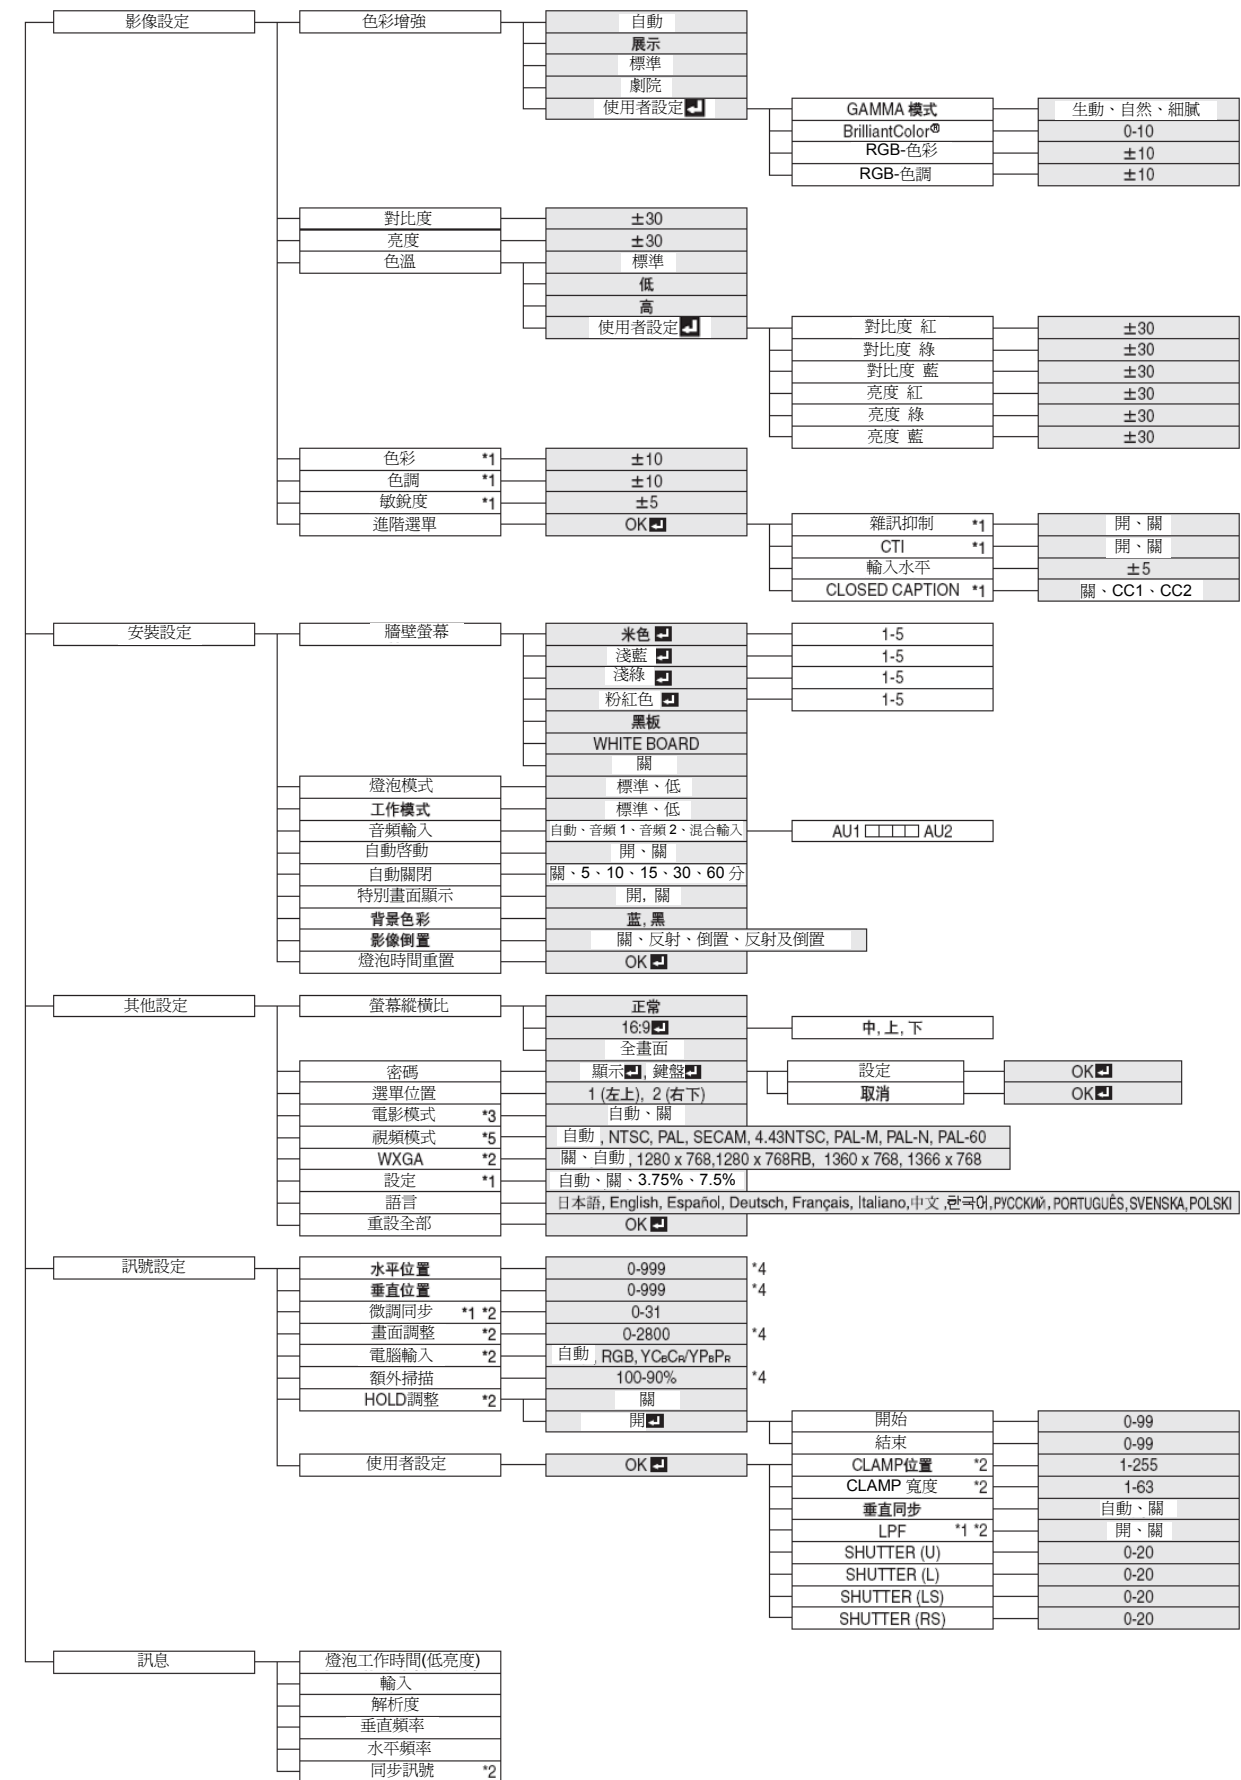 影像設定 色彩增強 自動
展示
標準
劇院
使用者設定 GAMMA 模式 生動、自然、細膩
BrilliantColor® 0-10
RGB-色彩 ±10
RGB-色調 ±10
對比度 ±30
亮度 ±30
色溫 標準
低
高
使用者設定 對比度 紅 ±30
對比度 綠 ±30
對比度 藍 ±30
亮度 紅 ±30
亮度 綠 ±30
亮度 藍 ±30
色彩 *1 ±10
色調 *1 ±10
敏銳度 *1 ±5
進階選單 OK 雜訊抑制 *1 開、關
CTI *1 開、關
輸入水平 ±5
CLOSED CAPTION *1 關、CC1、CC2
安裝設定 牆壁螢幕 米色 1-5
淺藍 1-5
淺綠 1-5
粉紅色 1-5
黑板
WHITE BOARD
關
燈泡模式 標準、低
工作模式 標準、低
音頻輸入 自動、音頻 1、音頻 2、混合輸入 AU1 AU2
自動啓動 開、關
自動關閉 關、5、10、15、30、60 分
特別畫面顯示 開, 關
背景色彩 蓝, 黑
影像倒置 關、反射、倒置、反射及倒置
燈泡時間重置 OK
其他設定 螢幕縱橫比 正常
16:9 中, 上, 下
全畫面
密碼 顯示, 鍵盤 設定 OK
選單位置 1 (左上), 2 (右下) 取消 OK
電影模式 *3 自動、關
視頻模式 *5 自動, NTSC, PAL, SECAM, 4.43NTSC, PAL-M, PAL-N, PAL-60
WXGA *2 關、自動, 1280 x 768,1280 x 768RB, 1360 x 768, 1366 x 768
設定 *1 自動、關、3.75%、7.5%
語言 日本語, English, Español, Deutsch, Français, Italiano,中文 ,한국어,РУССКИЙ, PORTUGUÊS, SVENSKA, POLSKI
重設全部 OK
訊號設定 水平位置 0-999 *4
垂直位置 0-999 *4
微調同步 *1 *2 0-31
畫面調整 *2 0-2800 *4
電腦輸入 *2 自動, RGB, YCBCR/YPBPR
額外掃描 100-90% *4
HOLD調整 *2 關
開 開始 0-99
結束 0-99
使用者設定 OK CLAMP位置 *2 1-255
CLAMP 寬度 *2 1-63
垂直同步 自動、關
LPF *1 *2 開、關
SHUTTER (U) 0-20
SHUTTER (L) 0-20
SHUTTER (LS) 0-20
SHUTTER (RS) 0-20
訊息 燈泡工作時間(低亮度)
輸入
解析度
垂直頻率
水平頻率
同步訊號 *2